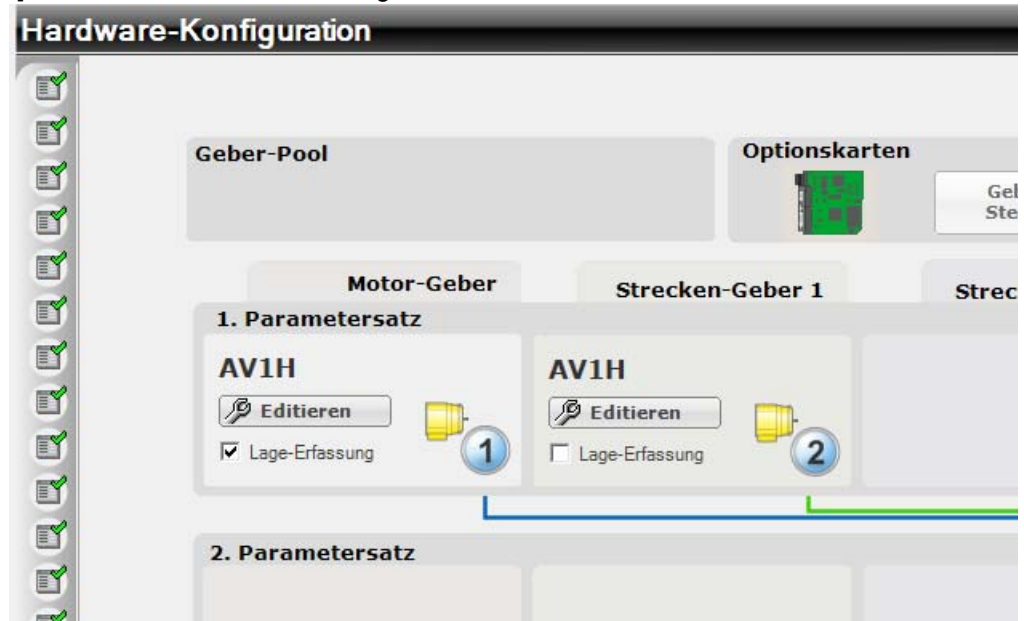 Hardware-Konfiguration
Geber-Pool
Optionskarten
Motor-Geber
Strecken-Geber 1
1. Parametersatz
AV1H
Editieren
Lage-Erfassung
1
AV1H
Editieren
Lage-Erfassung
2
2. Parametersatz